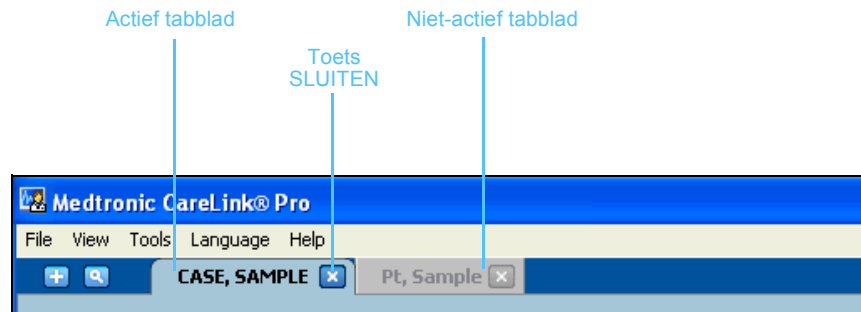 Actief tabblad
Niet-actief tabblad
Toets
SLUITEN
Medtronic CareLink® Pro
File View Tools Language Help
CASE, SAMPLE
Pt, Sample